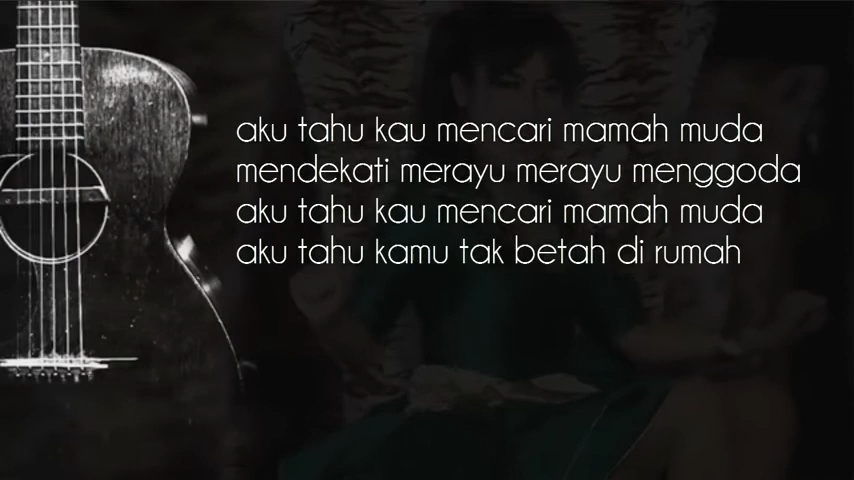 aku tahu kau mencari mamah muda
mendekati merayu merayu menggoda
aku tahu kau mencari mamah muda
aku tahu kamu tak betah di rumah